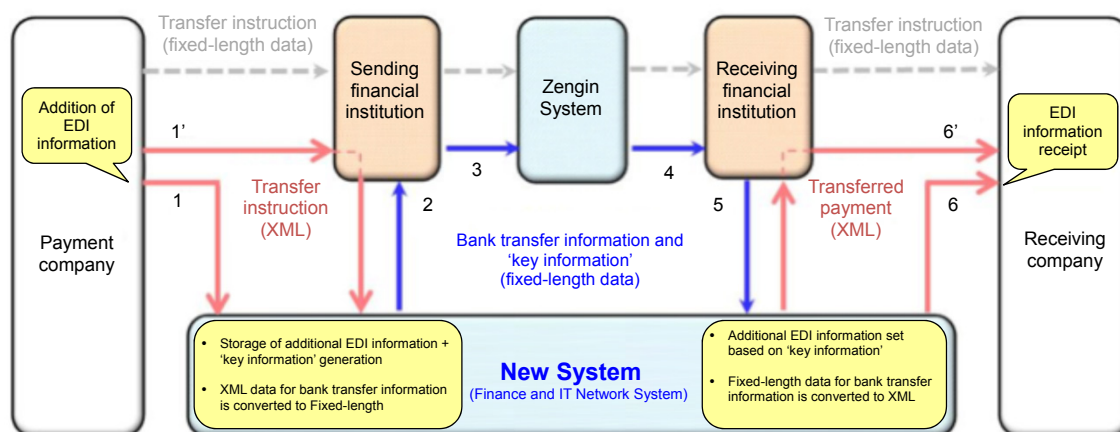 Transfer instruction
(fixed-length data)
Transfer instruction
(fixed-length data)
Sending
financial
institution
Zengin
System
Receiving
financial
institution
Addition of
EDI
information
EDI
information
receipt
1’
6’
3
4
1
Transfer
instruction
(XML)
2
5
Transferred
payment
(XML)
6
Payment
company
Bank transfer information and
‘key information’
(fixed-length data)
Receiving
company
• Storage of additional EDI information +
‘key information’ generation
• XML data for bank transfer information
is converted to Fixed-length
New System
(Finance and IT Network System)
• Additional EDI information set
based on ‘key information’
• Fixed-length data for bank transfer
information is converted to XML